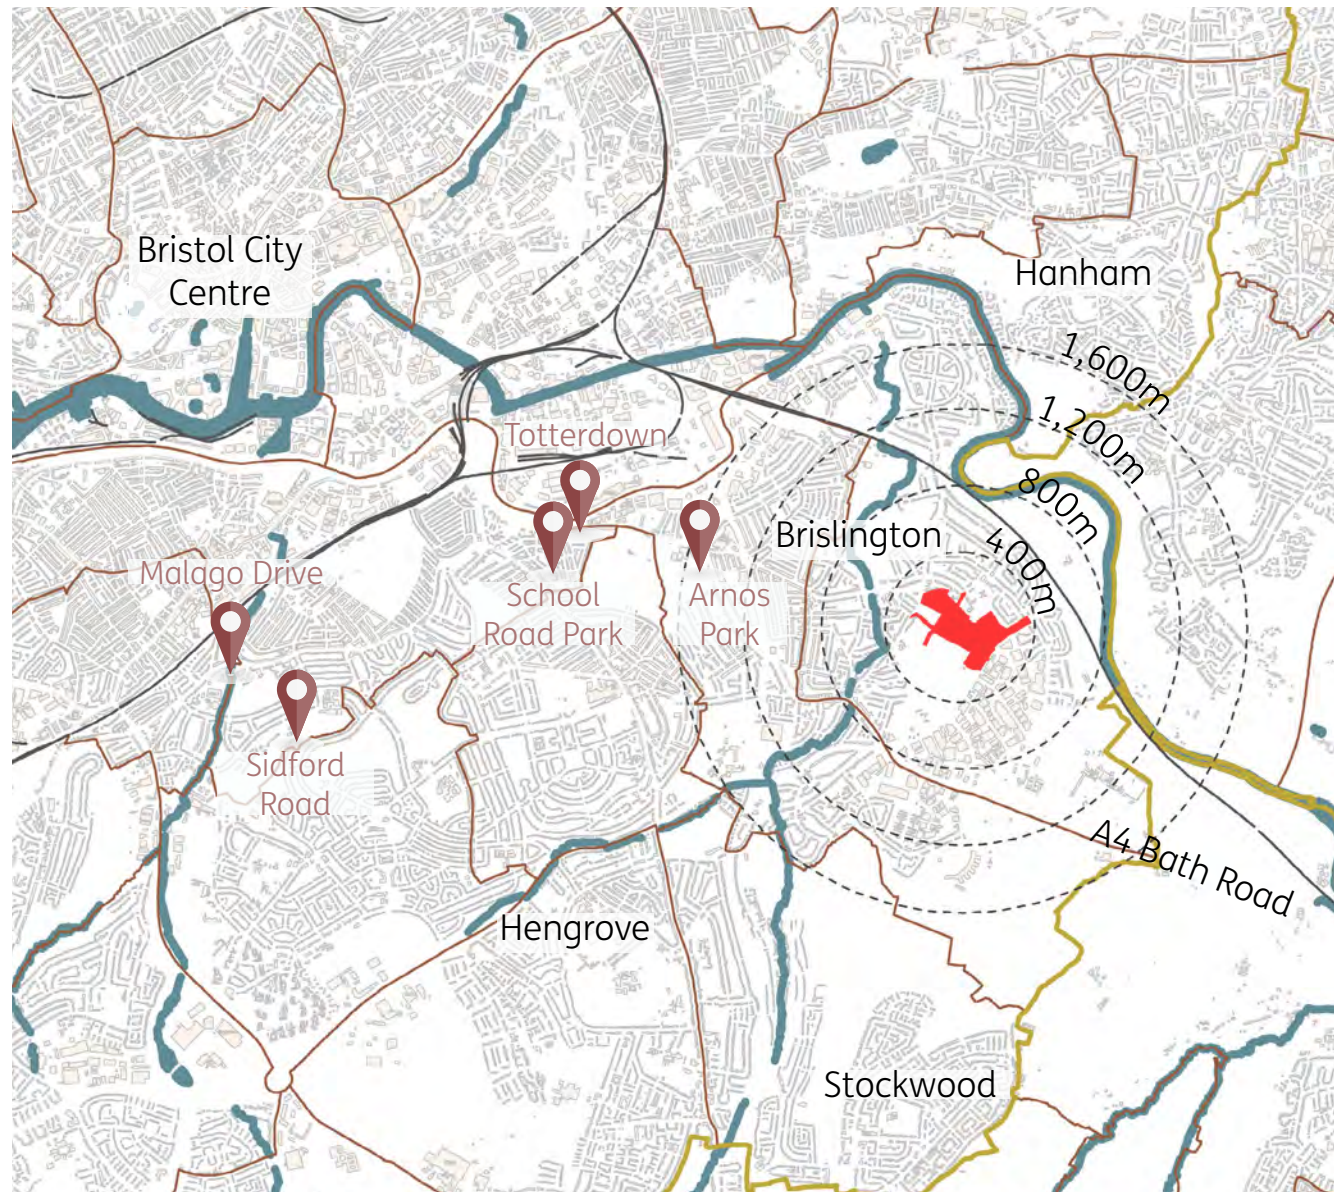 Bristol City
Centre
Hanham
1,600m
1,200m
800m
400m
Totterdown
Brislington
Malago Drive
School
Road Park
Arnos
Park
Sidford
Road
A4 Bath Road
Hengrove
Stockwood